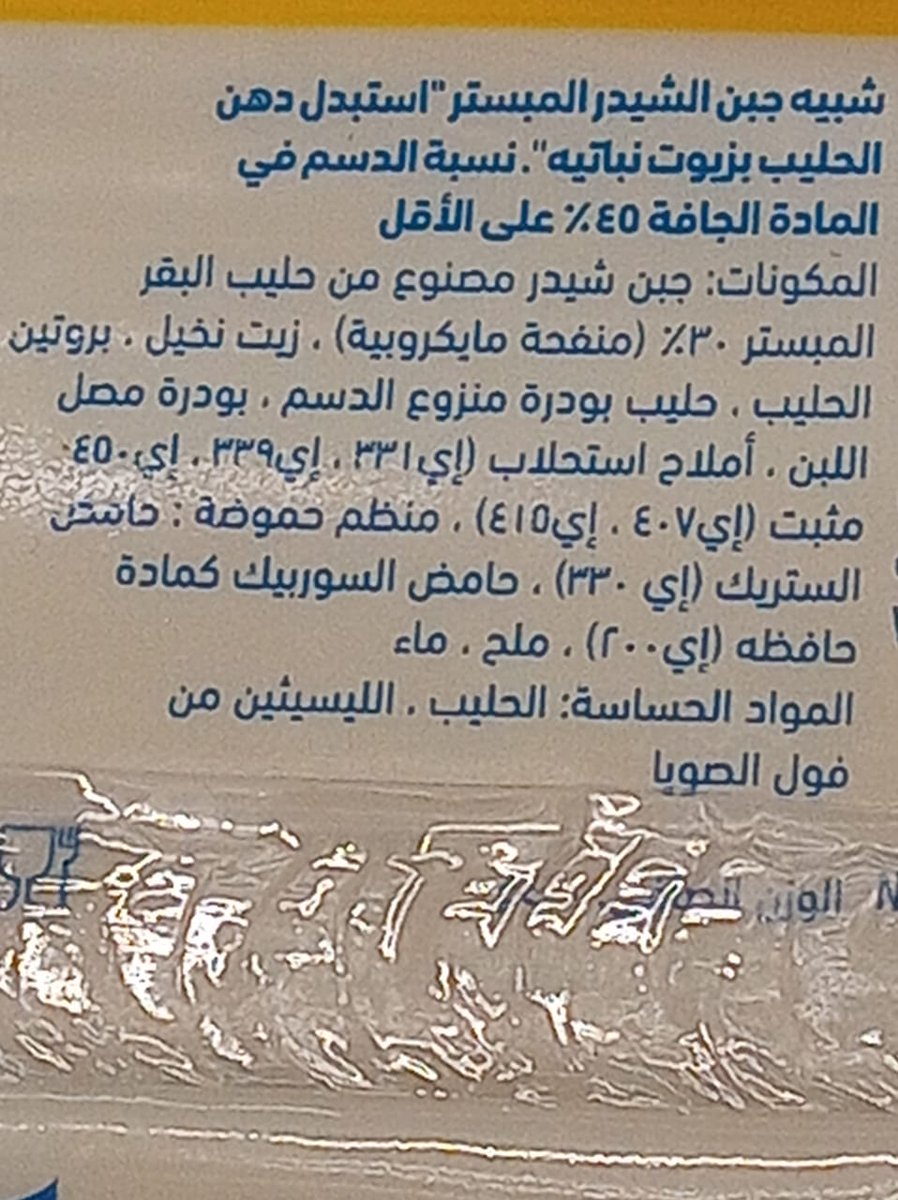 شبيه جبن الشيدر المبستر "استبدل دهن
الحليب بزيوت نباتيه". نسبة الدسم في
المادة الجافة ٤٥٪ على الأقل
المكونات: جبن شيدر مصنوع من حليب البقر
المبستر ٣٠٪ (منفحة مايكروبية) ، زيت نخيل ، بروتين
الحليب ، حليب بودرة منزوع الدسم ، بودرة مصل
اللبن ، أملاح استحلاب (إي٣٣١ ، إي٣٣٩ ، إي٤٥٠
مثبت (إي٤٠٧ ، إي٤١٥) ، منظم حموضة : حامض
الستريك (إي ٣٣٠) ، حامض السوربيك كمادة
حافظه (إي٢٠٠) ، ملح ، ماء
المواد الحساسة: الحليب ، الليسيثين من
فول الصويا
الوزن